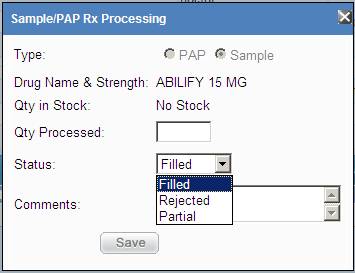 Sample/PAP Rx Processing
Type: PAP Sample
Drug Name & Strength: ABILIFY 15 MG
Qty in Stock: No Stock
Qty Processed:
Status: Filled
Filled
Rejected
Comments:
Partial
Save